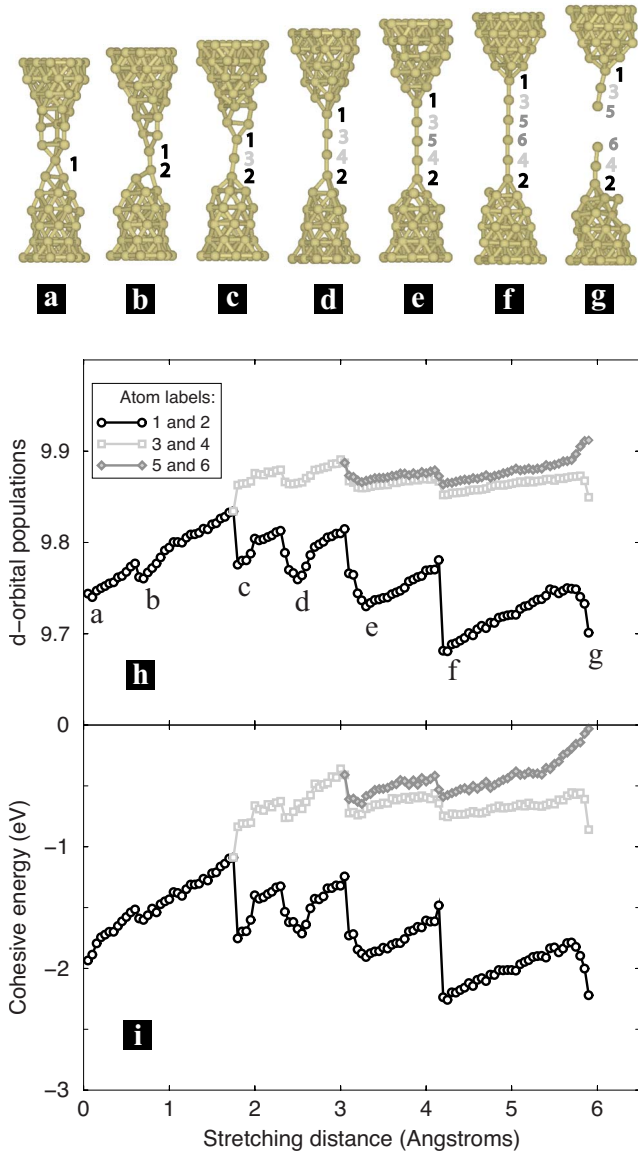 1
1
2
1
3
2
1
3
4
2
1
3
5
6
4
2
1
3
5
6
4
2
1
3
5
6
4
2
a b c d e f g
Atom labels:
1 and 2
3 and 4
5 and 6
d−orbital populations
9.9
9.8
9.7
a b c d e f g
h
Cohesive energy (eV)
0
−1
−2
−3
i
0 1 2 3 4 5 6
Stretching distance (Angstroms)